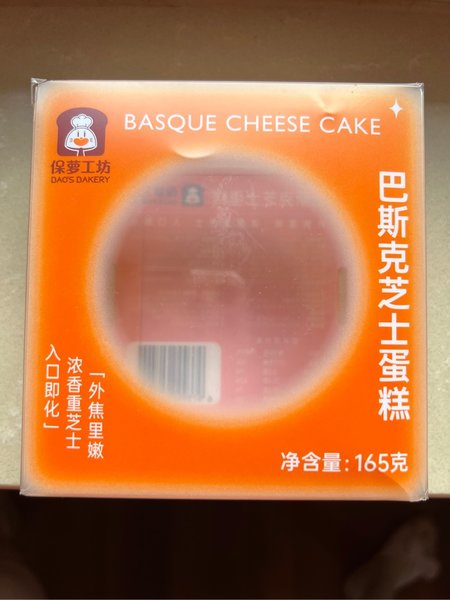 BASQUE CHEESE CAKE
保萝工坊
DAO'S BAKERY
巴斯克芝士蛋糕
「外焦里嫩
浓香重芝士
入口即化」
净含量:165克